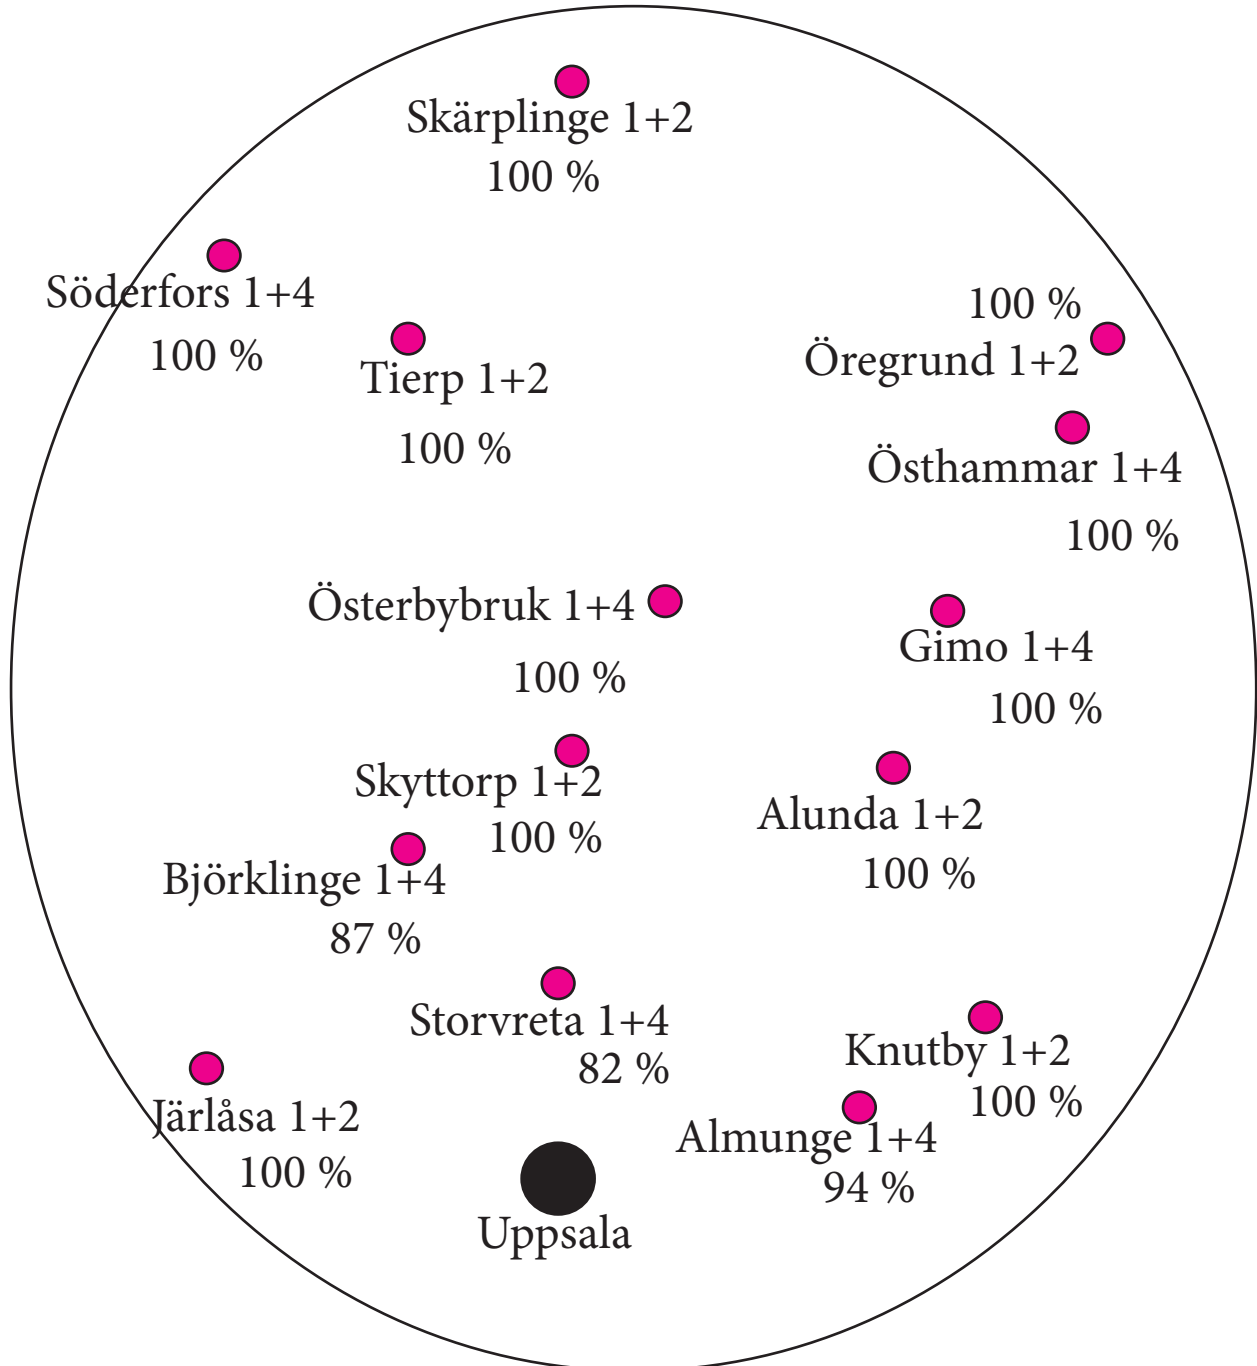 Skärplinge 1+2
100 %
Söderfors 1+4
100 %
Tierp 1+2
100 %
100 %
Öregrund 1+2
Östhammar 1+4
100 %
Österbybruk 1+4
100 %
Gimo 1+4
100 %
Skyttorp 1+2
100 %
Alunda 1+2
100 %
Björklinge 1+4
87 %
Storvreta 1+4
82 %
Knutby 1+2
100 %
Järlåsa 1+2
100 %
Almunge 1+4
94 %
Uppsala